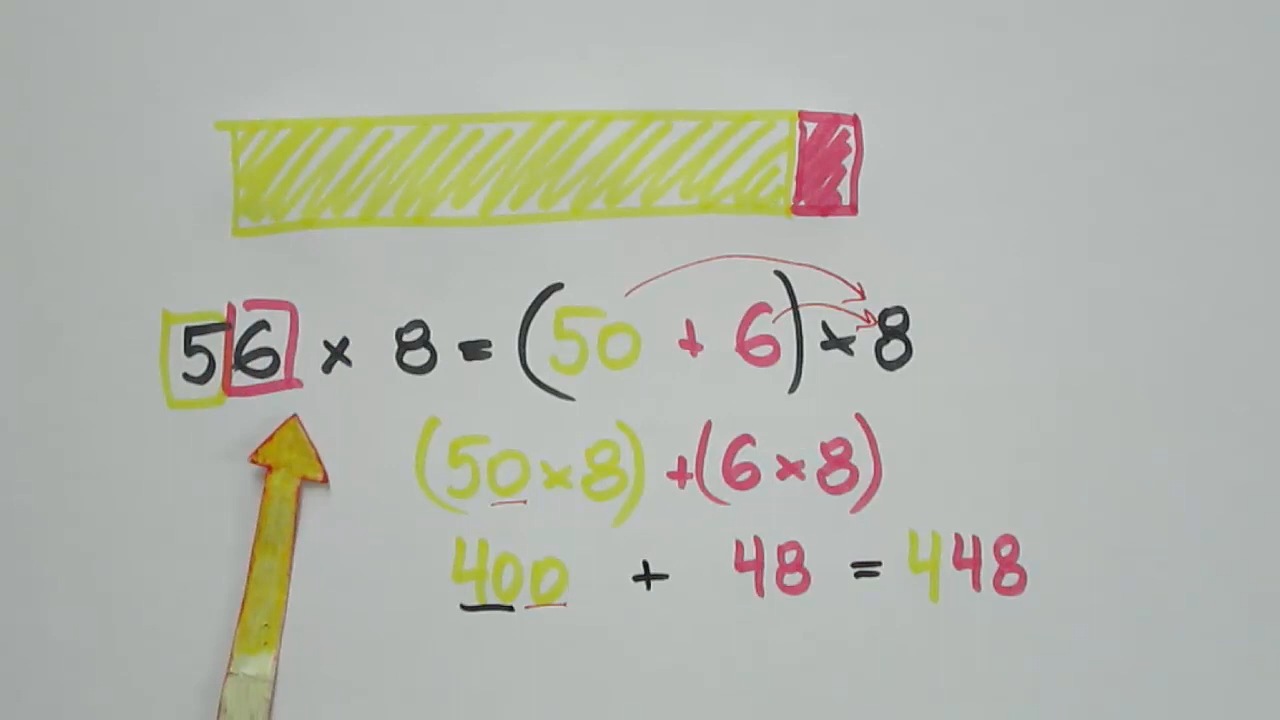 56 × 8 = (50 + 6) × 8
(50 × 8) + (6 × 8)
400 + 48 = 448